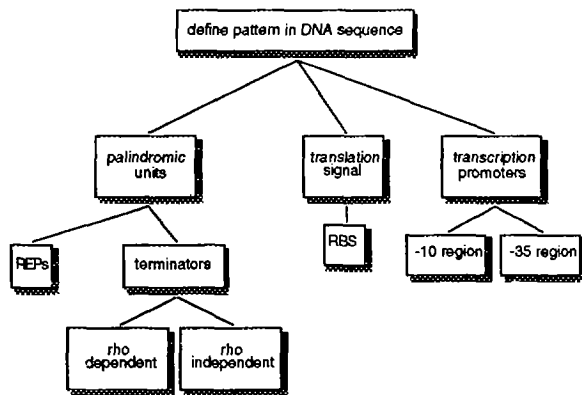 define pattern in DNA sequence
palindromic
units
translation
signal
transcription
promoters
REPs
terminators
RBS
-10 region
-35 region
rho
dependent
rho
independent